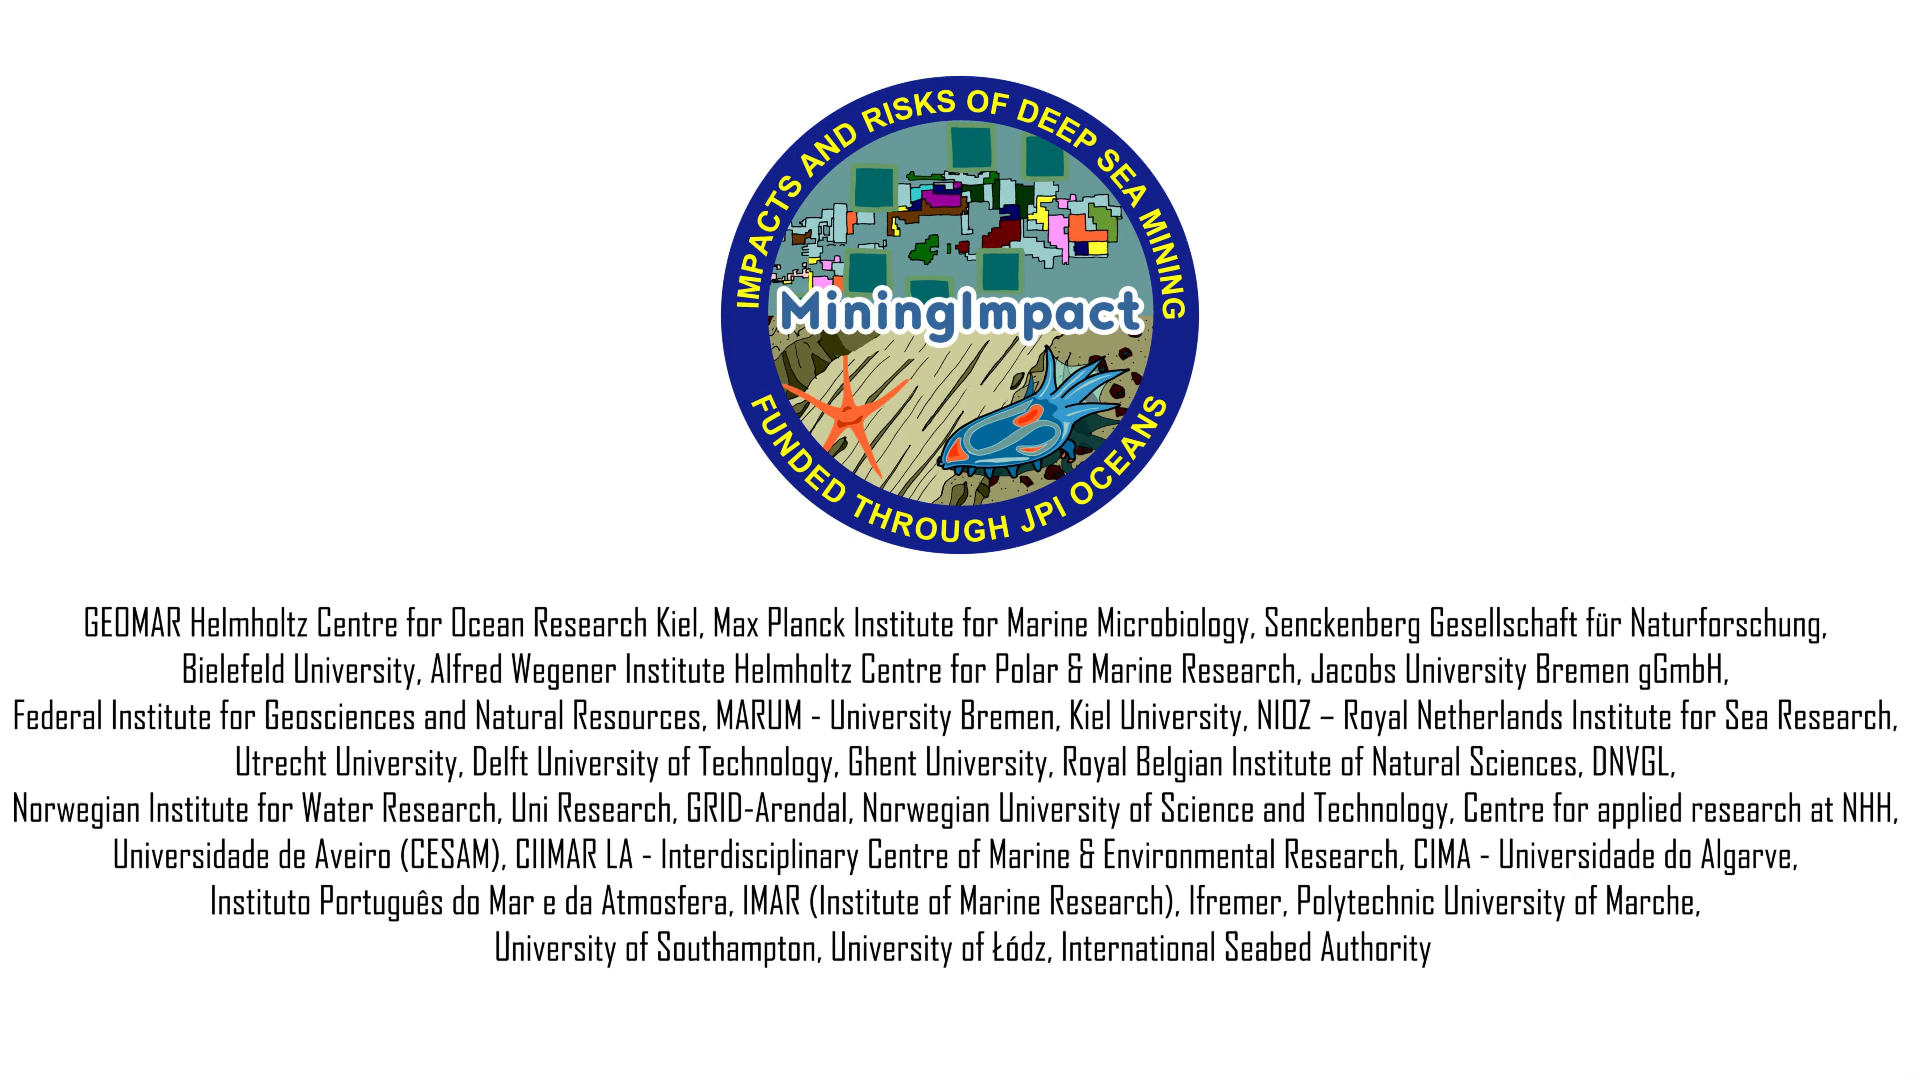 IMPACTS AND RISKS OF DEEP SEA MINING
MiningImpact
FUNDED THROUGH JPI OCEANS
GEOMAR Helmholtz Centre for Ocean Research Kiel, Max Planck Institute for Marine Microbiology, Senckenberg Gesellschaft für Naturforschung,
Bielefeld University, Alfred Wegener Institute Helmholtz Centre for Polar & Marine Research, Jacobs University Bremen gGmbH,
Federal Institute for Geosciences and Natural Resources, MARUM - University Bremen, Kiel University, NIOZ – Royal Netherlands Institute for Sea Research,
Utrecht University, Delft University of Technology, Ghent University, Royal Belgian Institute of Natural Sciences, DNVGL,
Norwegian Institute for Water Research, Uni Research, GRID-Arendal, Norwegian University of Science and Technology, Centre for applied research at NHH,
Universidade de Aveiro (CESAM), CIIMAR LA - Interdisciplinary Centre of Marine & Environmental Research, CIMA - Universidade do Algarve,
Instituto Português do Mar e da Atmosfera, IMAR (Institute of Marine Research), Ifremer, Polytechnic University of Marche,
University of Southampton, University of Łódz, International Seabed Authority